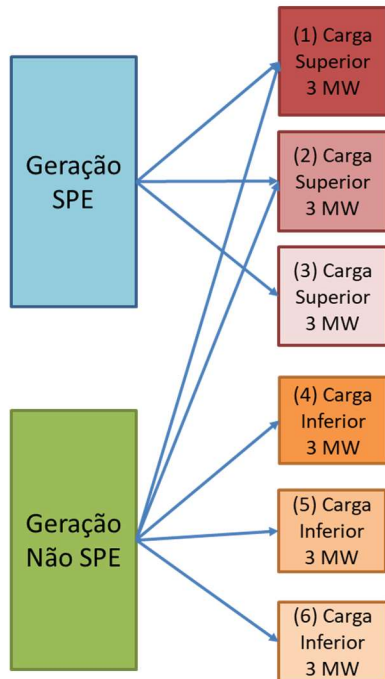 Geração
SPE
Geração
Não SPE
(1) Carga
Superior
3 MW
(2) Carga
Superior
3 MW
(3) Carga
Superior
3 MW
(4) Carga
Inferior
3 MW
(5) Carga
Inferior
3 MW
(6) Carga
Inferior
3 MW